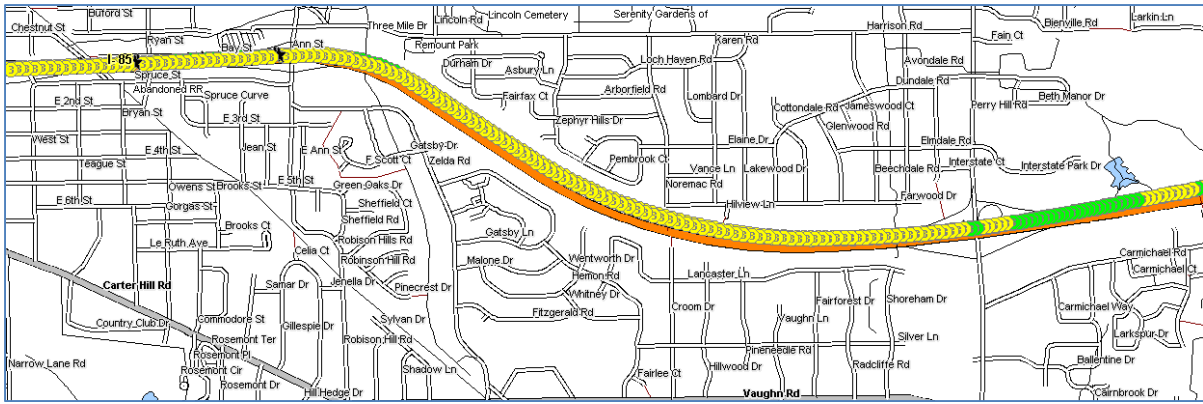 Buford St
Lincoln Rd
Lincoln Cemetery
Serenity Gardens of
Bienville Rd
Larkin Ln
Chestnut St
Three Mile Br
Harrison Rd
Ryan St
Bay St
Ann St
Remount Park
Karen Rd
Fain Ct
I- 85
Durham Dr
Loch Haven Rd
Avondale Rd
Spruce St
Asbury Ln
Dundale Rd
Abandoned RR
Spruce Curve
Fairfax Ct
Arborfield Rd
Lombard Dr
Cottondale Rd
Jameswood Ct
Perry Hill Rd
Beth Manor Dr
E 2nd St
Bryan St
E 3rd St
Zephyr Hills Dr
Glenwood Rd
West St
E 4th St
Jean St
E Ann St
Gatsby Dr
Elaine Dr
Elmdale Rd
Teague St
F Scott Ct
Zelda Rd
Pembrook Ct
Vance Ln
Lakewood Dr
Beechdale Rd
Interstate Ct
Interstate Park Dr
Owens St
Brooks St
E 5th St
Green Oaks Dr
Noremac Rd
Farwood Dr
E 6th St
Gorgas St
Sheffield Ct
Hillview Ln
Brooks Ct
Sheffield Rd
Gatsby Ln
Le Ruth Ave
Robison Hills Rd
Celia Ct
Robinson Hill Rd
Malone Dr
Wentworth Dr
Carmichael Rd
Carmichael Ct
Carter Hill Rd
Samar Dr
Jenella Dr
Pinecrest Dr
Hernon Rd
Lancaster Ln
Whitney Dr
Croom Dr
Fairforest Dr
Shoreham Dr
Carmichael Way
Country Club Dr
Commodore St
Gillespie Dr
Sylvan Dr
Fitzgerald Rd
Vaughn Ln
Rosemont Ter
Robison Hill Rd
Silver Ln
Larkspur Dr
Rosemont Pl
Pineneedle Rd
Narrow Lane Rd
Rosemont Cir
Shadow Ln
Fairlee Ct
Hillwood Dr
Radcliffe Rd
Ballentine Dr
Rosemont Dr
Hill Hedge Dr
Vaughn Rd
Cairnbrook Dr